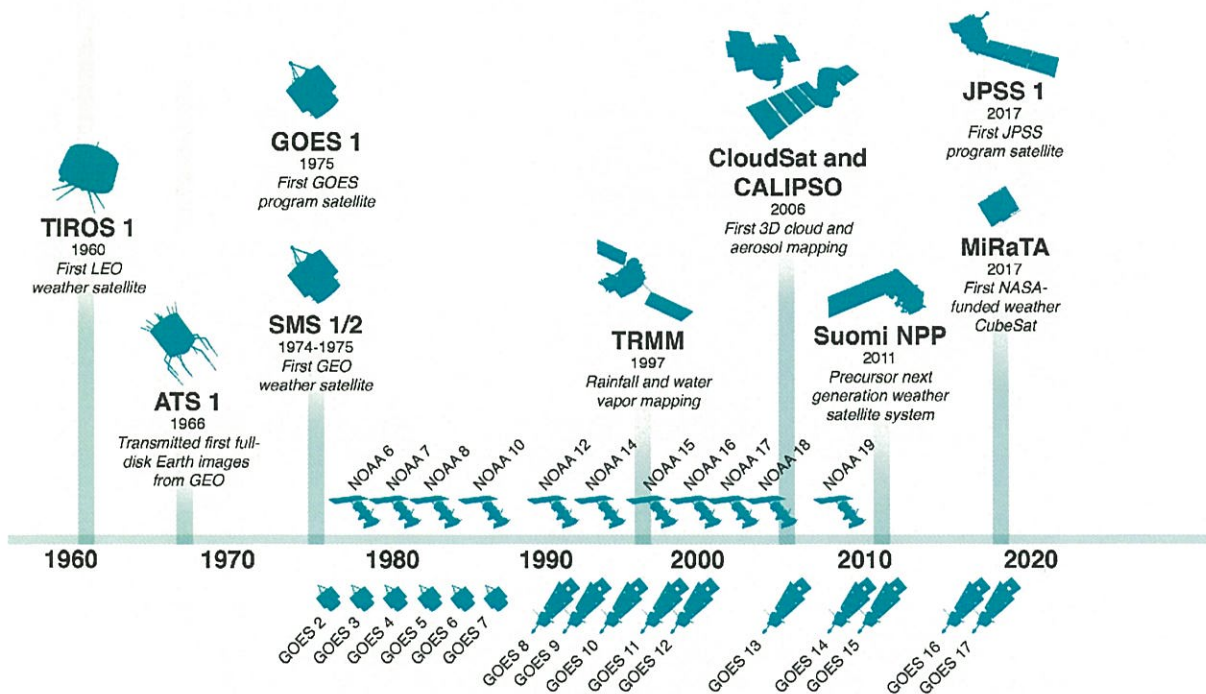 TIROS 1
1960
First LEO
weather satellite
ATS 1
1966
Transmitted first full-
disk Earth images
from GEO
GOES 1
1975
First GOES
program satellite
SMS 1/2
1974-1975
First GEO
weather satellite
TRMM
1997
Rainfall and water
vapor mapping
CloudSat and
CALIPSO
2006
First 3D cloud and
aerosol mapping
Suomi NPP
2011
Precursor next
generation weather
satellite system
JPSS 1
2017
First JPSS
program satellite
MiRaTA
2017
First NASA-
funded weather
CubeSat
NOAA 6
NOAA 7
NOAA 8
NOAA 10
NOAA 12
NOAA 14
NOAA 15
NOAA 16
NOAA 17
NOAA 18
NOAA 19
1960
1970
1980
1990
2000
2010
2020
GOES 2
GOES 3
GOES 4
GOES 5
GOES 6
GOES 7
GOES 8
GOES 9
GOES 10
GOES 11
GOES 12
GOES 13
GOES 14
GOES 15
GOES 16
GOES 17